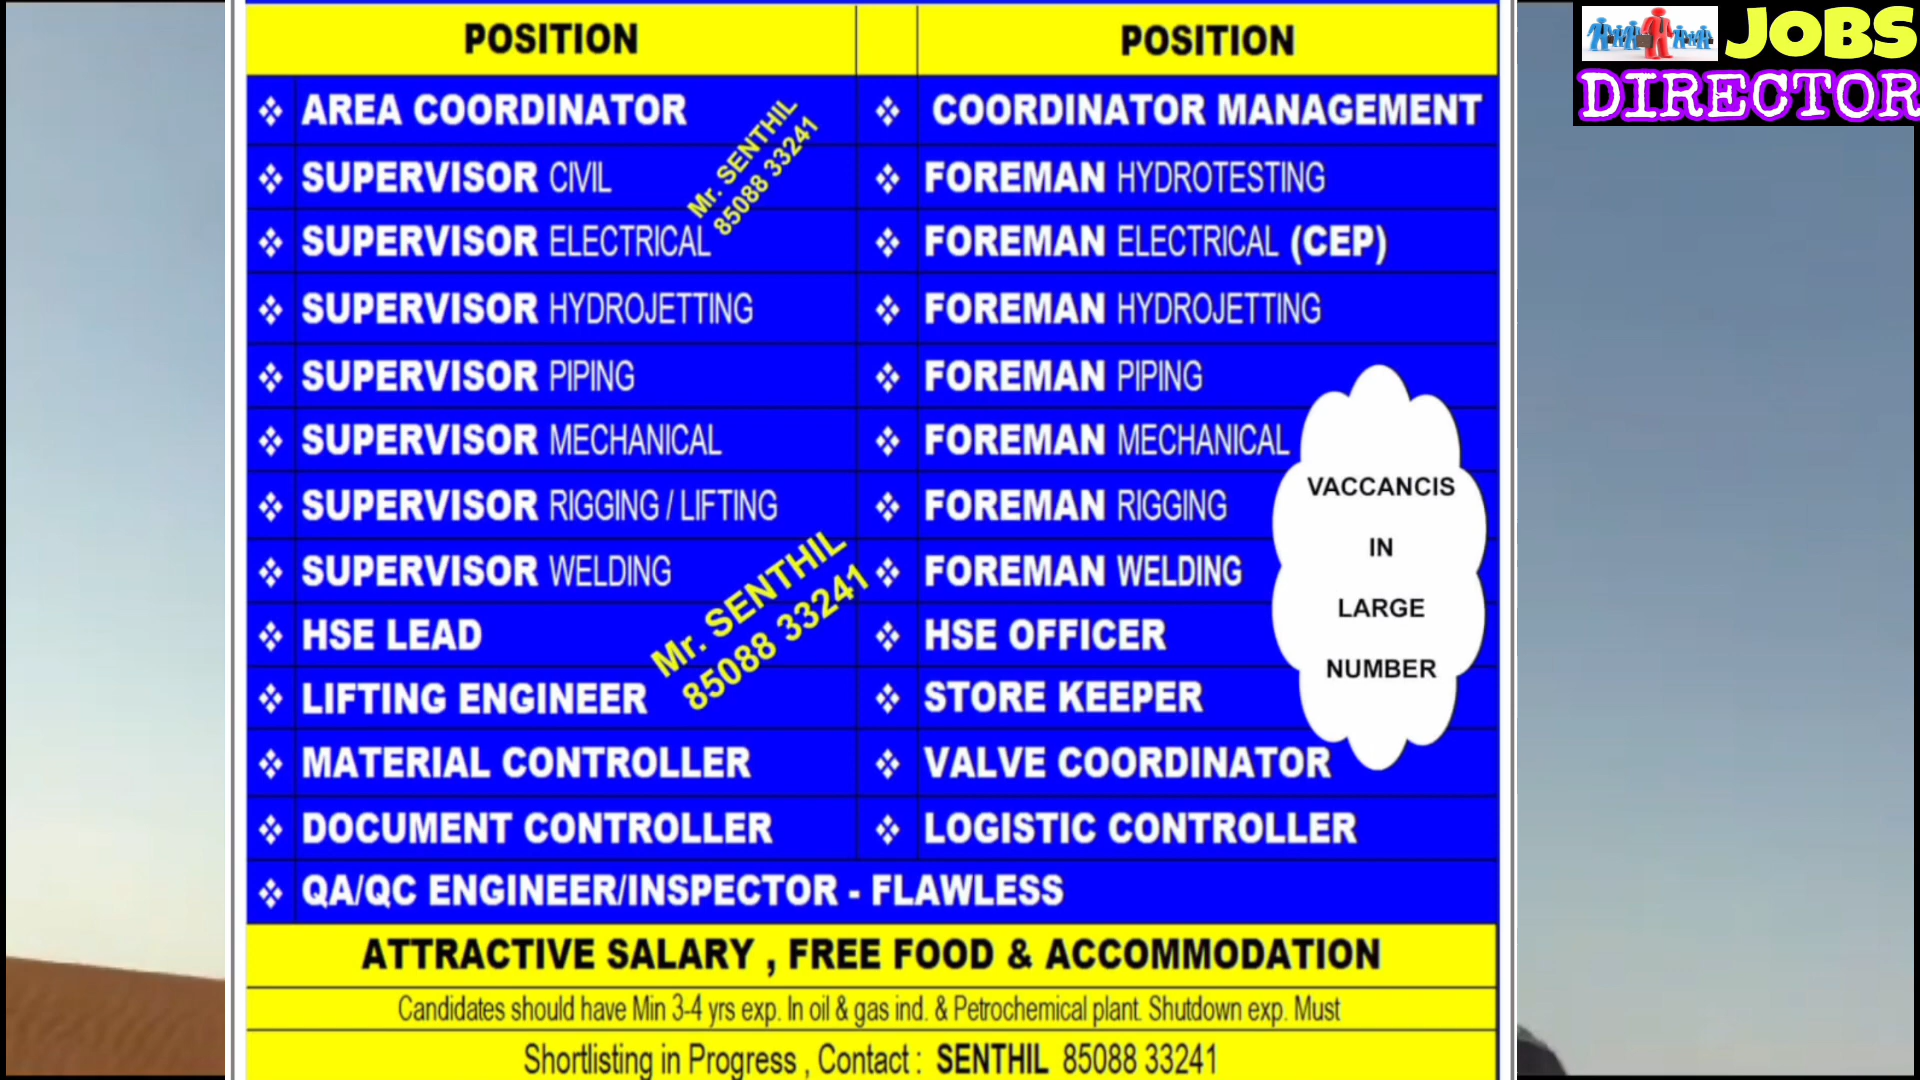 POSITION POSITION
❖ AREA COORDINATOR ❖ COORDINATOR MANAGEMENT
❖ SUPERVISOR CIVIL ❖ FOREMAN HYDROTESTING
❖ SUPERVISOR ELECTRICAL ❖ FOREMAN ELECTRICAL (CEP)
❖ SUPERVISOR HYDROJETTING ❖ FOREMAN HYDROJETTING
❖ SUPERVISOR PIPING ❖ FOREMAN PIPING
❖ SUPERVISOR MECHANICAL ❖ FOREMAN MECHANICAL
❖ SUPERVISOR RIGGING / LIFTING ❖ FOREMAN RIGGING
❖ SUPERVISOR WELDING ❖ FOREMAN WELDING
❖ HSE LEAD ❖ HSE OFFICER
❖ LIFTING ENGINEER ❖ STORE KEEPER
❖ MATERIAL CONTROLLER ❖ VALVE COORDINATOR
❖ DOCUMENT CONTROLLER ❖ LOGISTIC CONTROLLER
❖ QA/QC ENGINEER/INSPECTOR - FLAWLESS
Mr. SENTHIL
85088 33241
Mr. SENTHIL
85088 33241
VACCANCIS
IN
LARGE
NUMBER
ATTRACTIVE SALARY , FREE FOOD & ACCOMMODATION
Candidates should have Min 3-4 yrs exp. In oil & gas ind. & Petrochemical plant. Shutdown exp. Must
Shortlisting in Progress , Contact : SENTHIL 85088 33241
JOBS
DIRECTOR